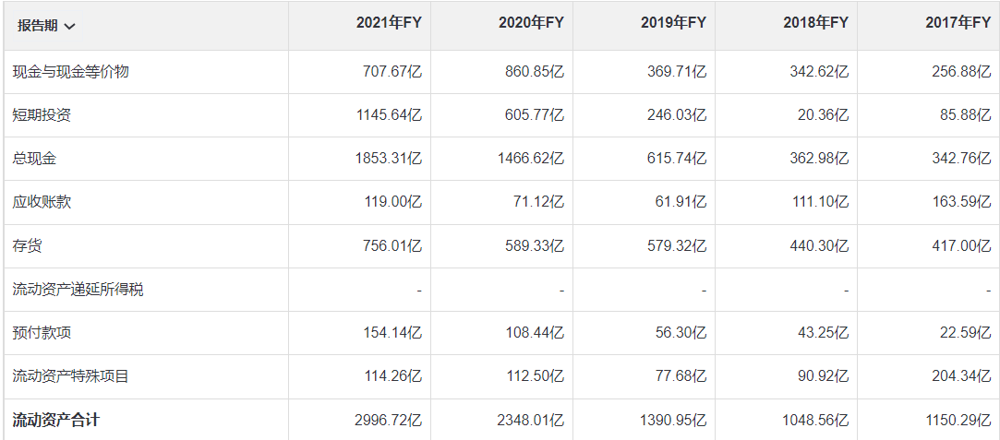 报告期 2021年FY 2020年FY 2019年FY 2018年FY 2017年FY
现金与现金等价物 707.67亿 860.85亿 369.71亿 342.62亿 256.88亿
短期投资 1145.64亿 605.77亿 246.03亿 20.36亿 85.88亿
总现金 1853.31亿 1466.62亿 615.74亿 362.98亿 342.76亿
应收账款 119.00亿 71.12亿 61.91亿 111.10亿 163.59亿
存货 756.01亿 589.33亿 579.32亿 440.30亿 417.00亿
流动资产递延所得税 - - - - -
预付款项 154.14亿 108.44亿 56.30亿 43.25亿 22.59亿
流动资产特殊项目 114.26亿 112.50亿 77.68亿 90.92亿 204.34亿
流动资产合计 2996.72亿 2348.01亿 1390.95亿 1048.56亿 1150.29亿